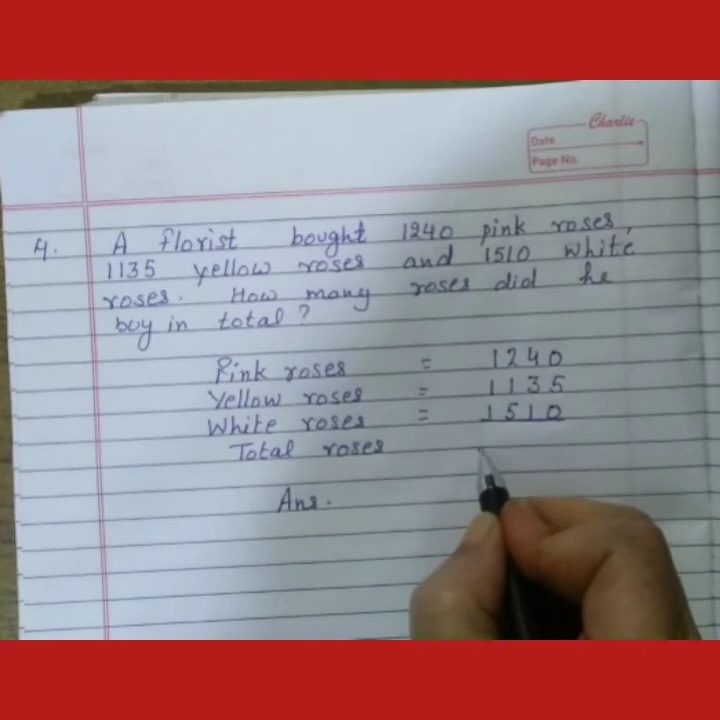 Charlie
Date
Page No.
4. A florist bought 1240 pink roses,
1135 yellow roses and 1510 white
roses. How many roses did he
buy in total?
Pink roses = 1240
Yellow roses = 1135
White roses = 1510
Total roses
Ans.